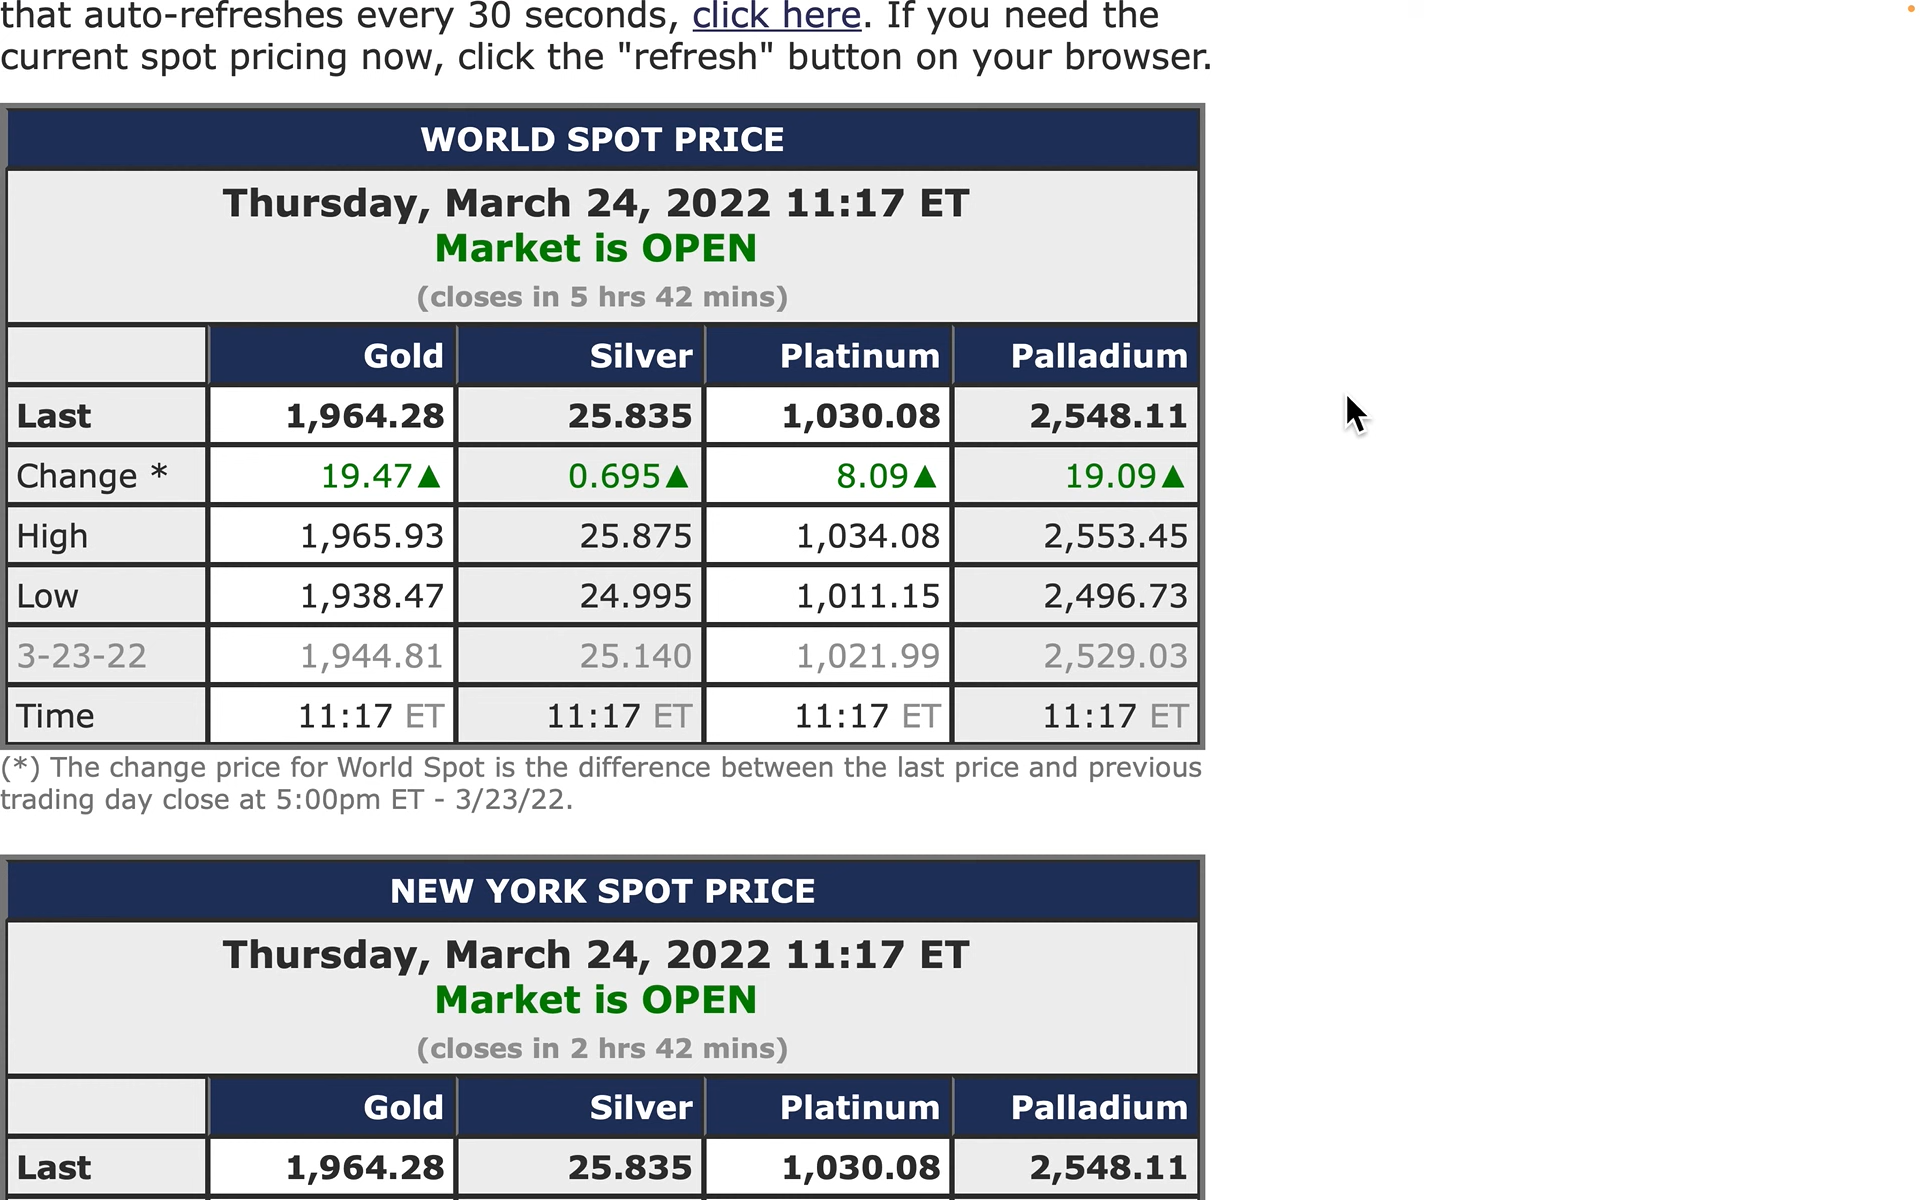 that auto-refreshes every 30 seconds, click here. If you need the
current spot pricing now, click the "refresh" button on your browser.
WORLD SPOT PRICE
Thursday, March 24, 2022 11:17 ET
Market is OPEN
(closes in 5 hrs 42 mins)
Gold Silver Platinum Palladium
Last 1,964.28 25.835 1,030.08 2,548.11
Change * 19.47▲ 0.695▲ 8.09▲ 19.09▲
High 1,965.93 25.875 1,034.08 2,553.45
Low 1,938.47 24.995 1,011.15 2,496.73
3-23-22 1,944.81 25.140 1,021.99 2,529.03
Time 11:17 ET 11:17 ET 11:17 ET 11:17 ET
(*) The change price for World Spot is the difference between the last price and previous
trading day close at 5:00pm ET - 3/23/22.
NEW YORK SPOT PRICE
Thursday, March 24, 2022 11:17 ET
Market is OPEN
(closes in 2 hrs 42 mins)
Gold Silver Platinum Palladium
Last 1,964.28 25.835 1,030.08 2,548.11